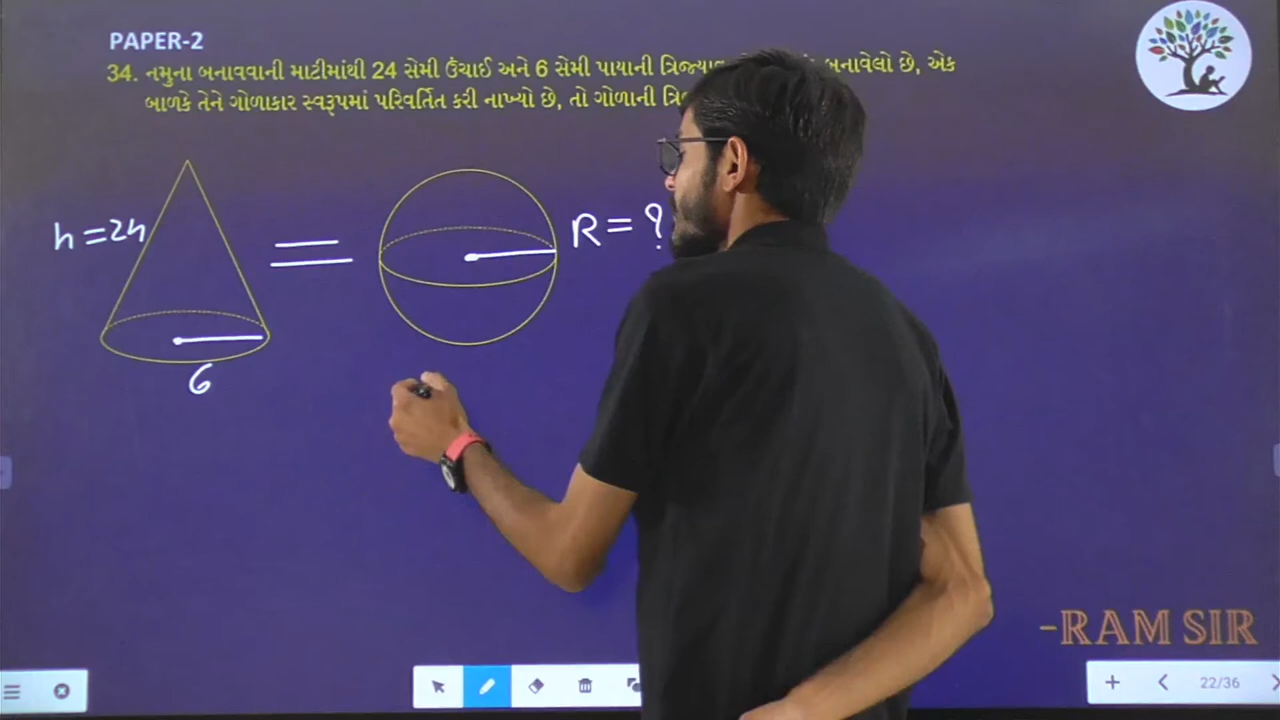 PAPER-2
34. નમુના બનાવવાની માટીમાંથી 24 સેમી ઉંચાઈ અને 6 સેમી પાયાની બનાવેલો છે, એક
બાળકે તેને ગોળાકાર સ્વરૂપમાં પરિવર્તિત કરી નાખ્યો છે, તો ગોળાની
h = 24
R = ?
6
-RAM SIR
22/36